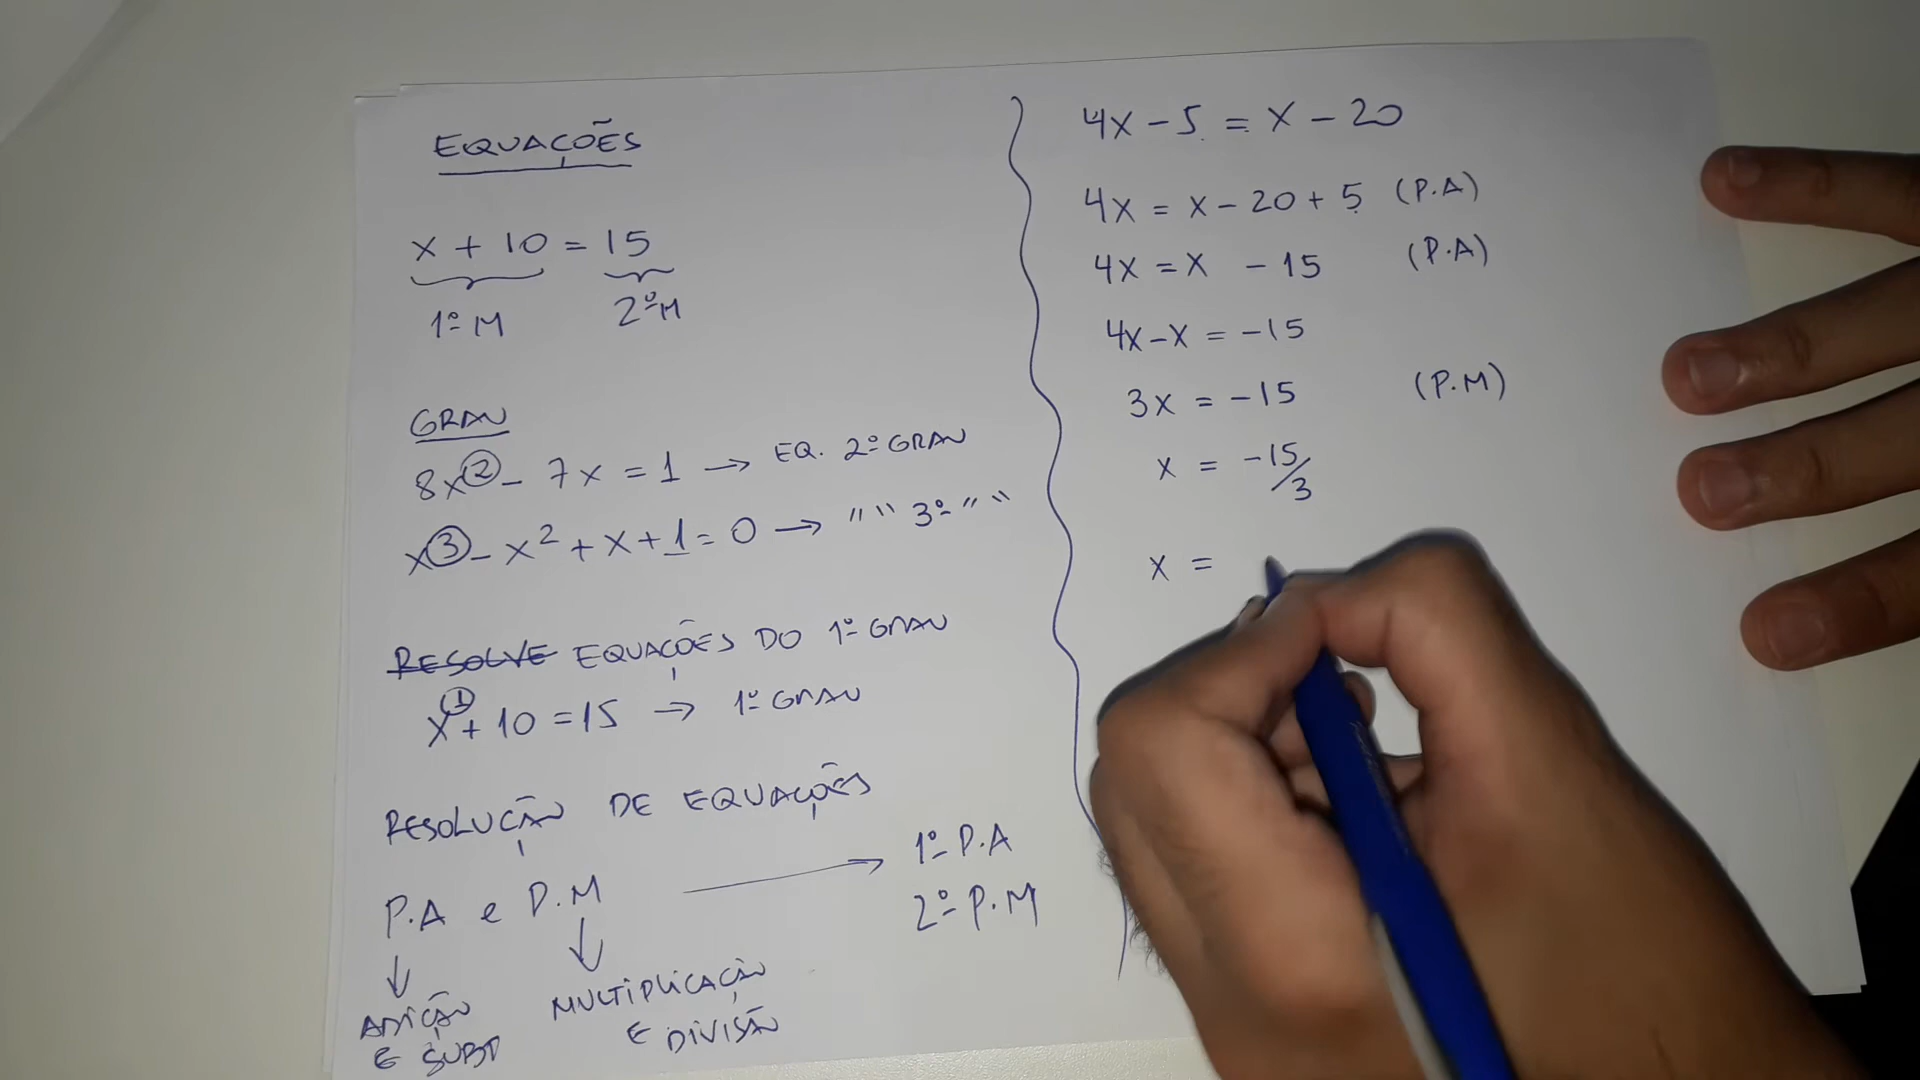 EQUAÇÕES
x + 10 = 15
1º M 2º M
GRAU
8x² - 7x = 1 → EQ. 2º GRAU
x³ - x² + x + 1 = 0 → " " 3º " "
RESOLVE EQUAÇÕES DO 1º GRAU
x¹ + 10 = 15 → 1º GRAU
RESOLUÇÃO DE EQUAÇÕES
P.A e P.M → 1º P.A
2º P.M
↓ ↓
ADIÇÃO MULTIPLICAÇÃO
E SUBT E DIVISÃO
4x - 5 = x - 20
4x = x - 20 + 5 (P.A)
4x = x - 15 (P.A)
4x - x = -15
3x = -15 (P.M)
x = -15/3
x =